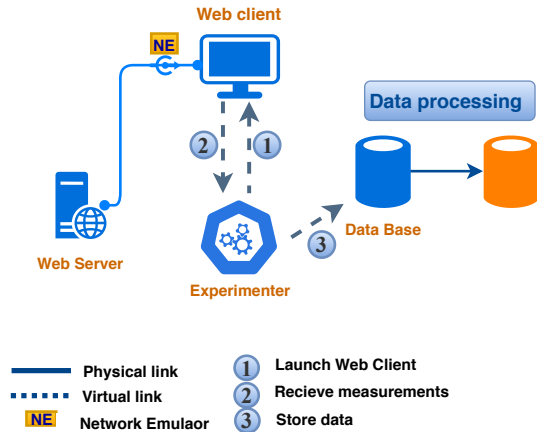 Web client
NE
Data processing
2
1
3
Data Base
Web Server
Experimenter
Physical link
Virtual link
NE Network Emulaor
1 Launch Web Client
2 Recieve measurements
3 Store data